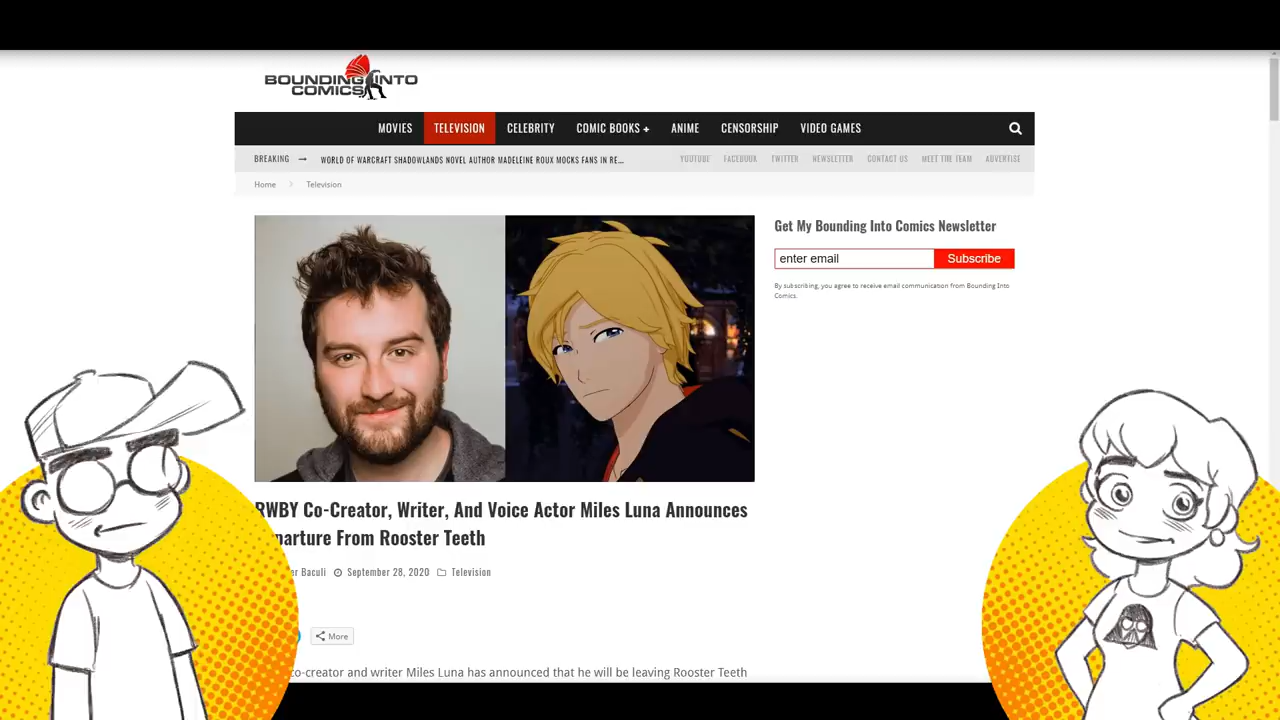 BOUNDING INTO
COMICS
MOVIES TELEVISION CELEBRITY COMIC BOOKS + ANIME CENSORSHIP VIDEO GAMES
BREAKING → WORLD OF WARCRAFT SHADOWLANDS NOVEL AUTHOR MADELEINE ROUX MOCKS FANS IN RE... YOUTUBE FACEBOOK TWITTER NEWSLETTER CONTACT US MEET THE TEAM ADVERTISE
Home > Television
Get My Bounding Into Comics Newsletter
enter email Subscribe
By subscribing, you agree to receive email communication from Bounding Into
Comics.
RWBY Co-Creator, Writer, And Voice Actor Miles Luna Announces
parture From Rooster Teeth
er Baculi September 28, 2020 Television
More
co-creator and writer Miles Luna has announced that he will be leaving Rooster Teeth